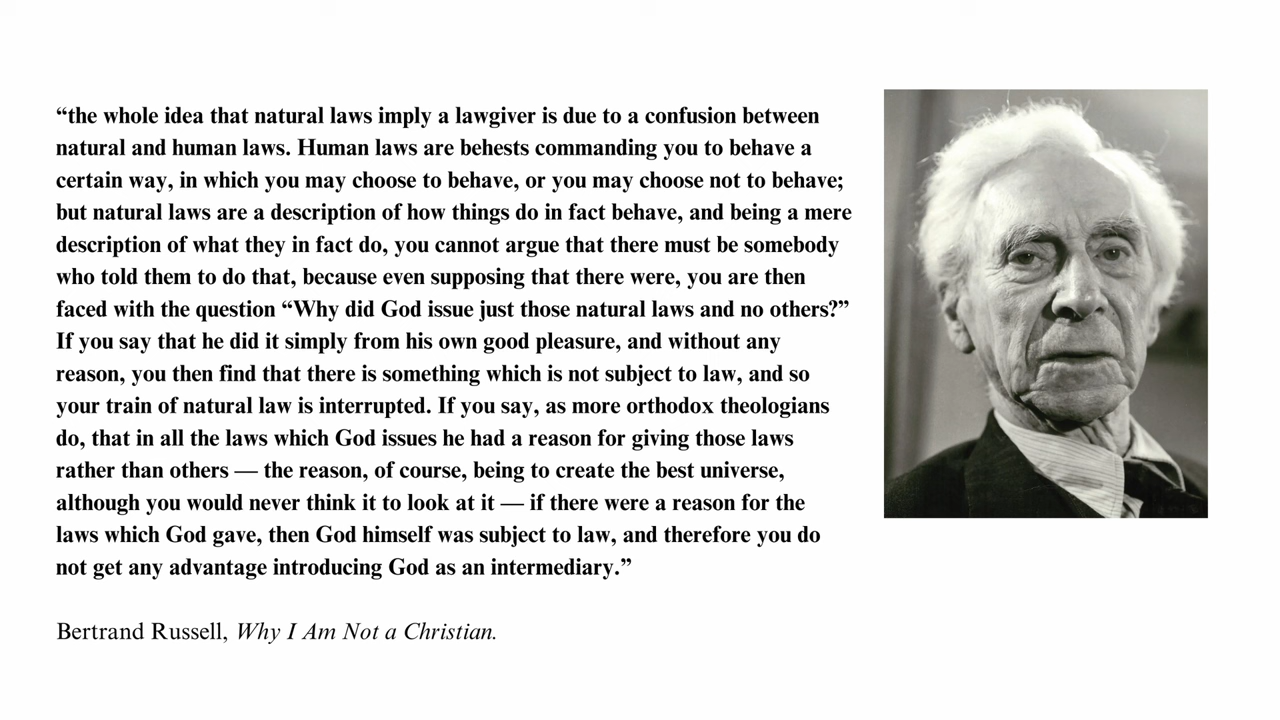 “the whole idea that natural laws imply a lawgiver is due to a confusion between
natural and human laws. Human laws are behests commanding you to behave a
certain way, in which you may choose to behave, or you may choose not to behave;
but natural laws are a description of how things do in fact behave, and being a mere
description of what they in fact do, you cannot argue that there must be somebody
who told them to do that, because even supposing that there were, you are then
faced with the question “Why did God issue just those natural laws and no others?”
If you say that he did it simply from his own good pleasure, and without any
reason, you then find that there is something which is not subject to law, and so
your train of natural law is interrupted. If you say, as more orthodox theologians
do, that in all the laws which God issues he had a reason for giving those laws
rather than others — the reason, of course, being to create the best universe,
although you would never think it to look at it — if there were a reason for the
laws which God gave, then God himself was subject to law, and therefore you do
not get any advantage introducing God as an intermediary.”
Bertrand Russell, Why I Am Not a Christian.